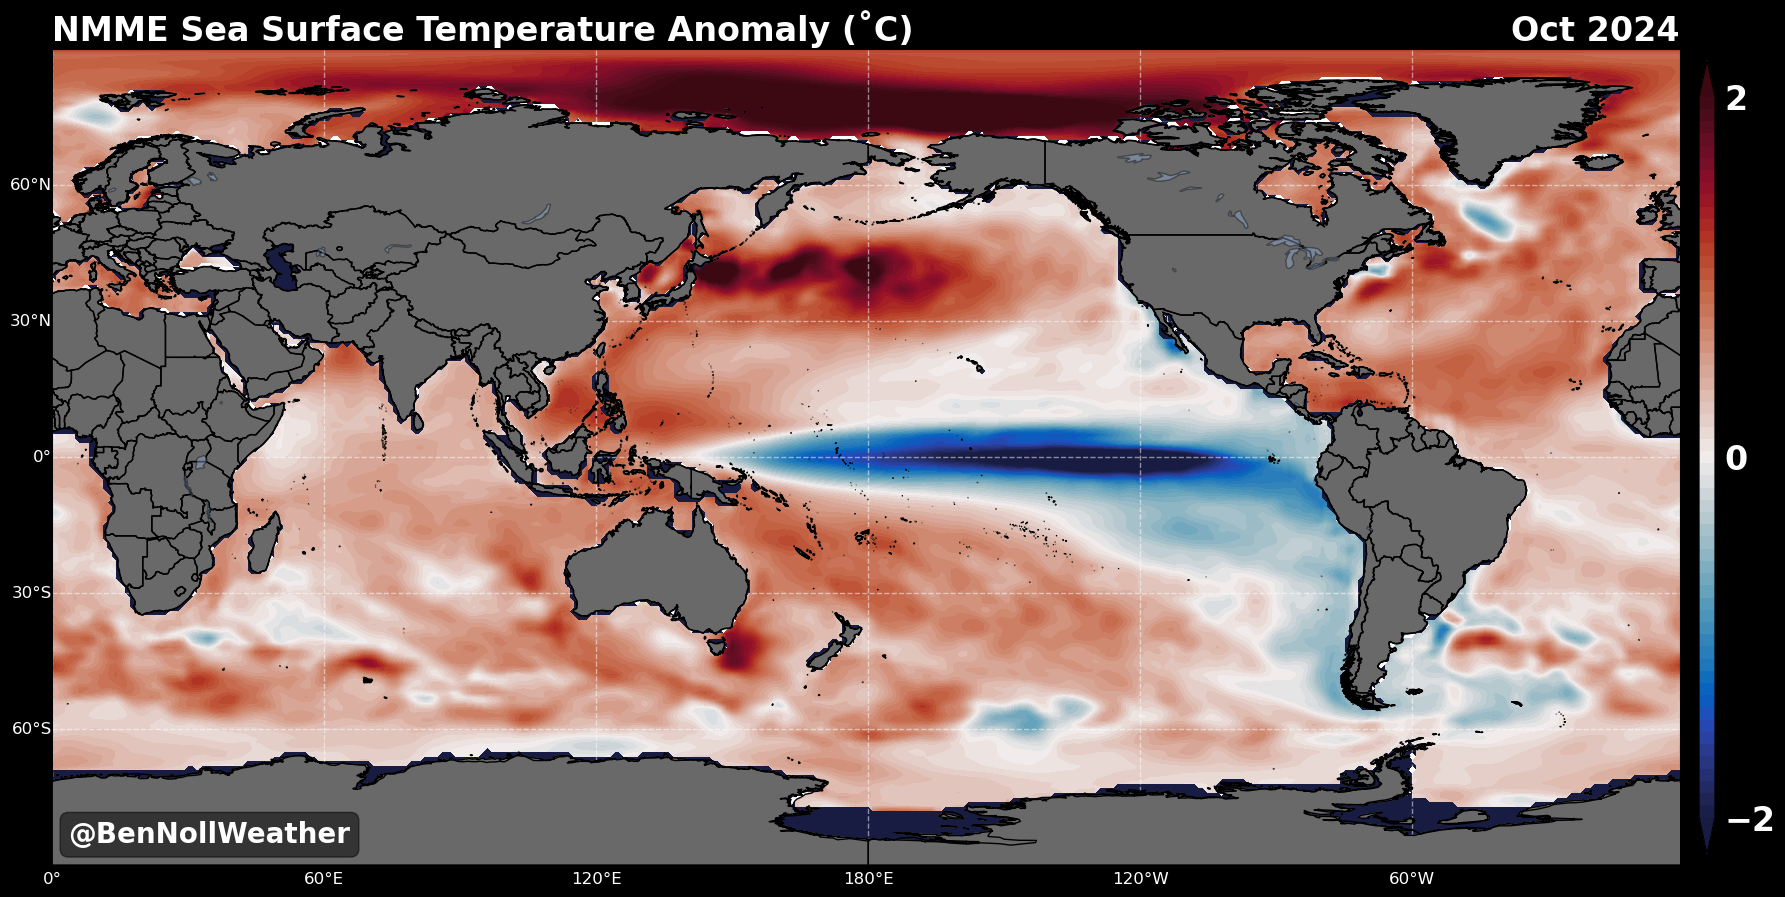 NMME Sea Surface Temperature Anomaly (˚C)
Oct 2024
2
0
−2
60°N
30°N
0°
30°S
60°S
@BenNollWeather
0°
60°E
120°E
180°E
120°W
60°W